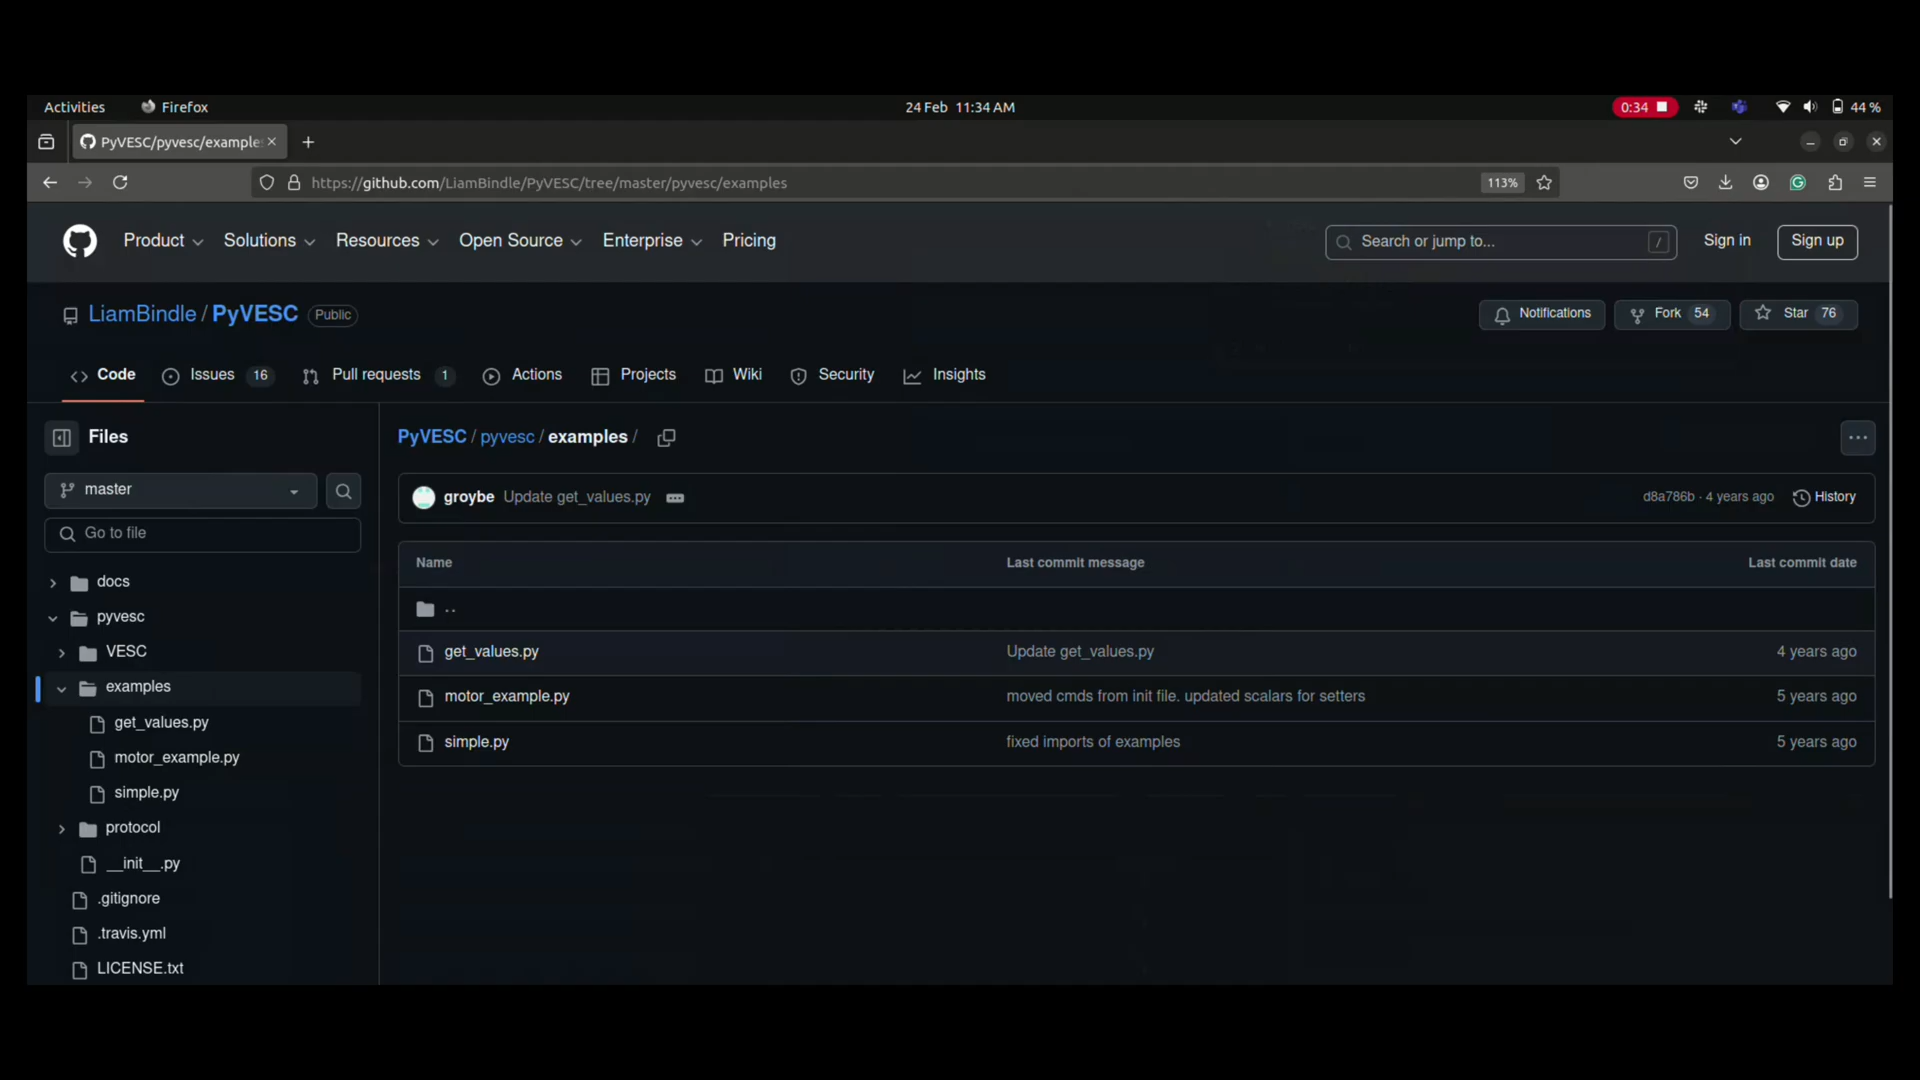 Activities Firefox 24 Feb 11:34 AM 0:34 44 %
PyVESC/pyvesc/example
https://github.com/LiamBindle/PyVESC/tree/master/pyvesc/examples 113%
Product Solutions Resources Open Source Enterprise Pricing Search or jump to... / Sign in Sign up
LiamBindle / PyVESC Public Notifications Fork 54 Star 76
Code Issues 16 Pull requests 1 Actions Projects Wiki Security Insights
Files
master
Go to file
docs
pyvesc
VESC
examples
get_values.py
motor_example.py
simple.py
protocol
__init__.py
.gitignore
.travis.yml
LICENSE.txt
PyVESC / pyvesc / examples /
groybe Update get_values.py d8a786b · 4 years ago History
Name Last commit message Last commit date
..
get_values.py Update get_values.py 4 years ago
motor_example.py moved cmds from init file. updated scalars for setters 5 years ago
simple.py fixed imports of examples 5 years ago